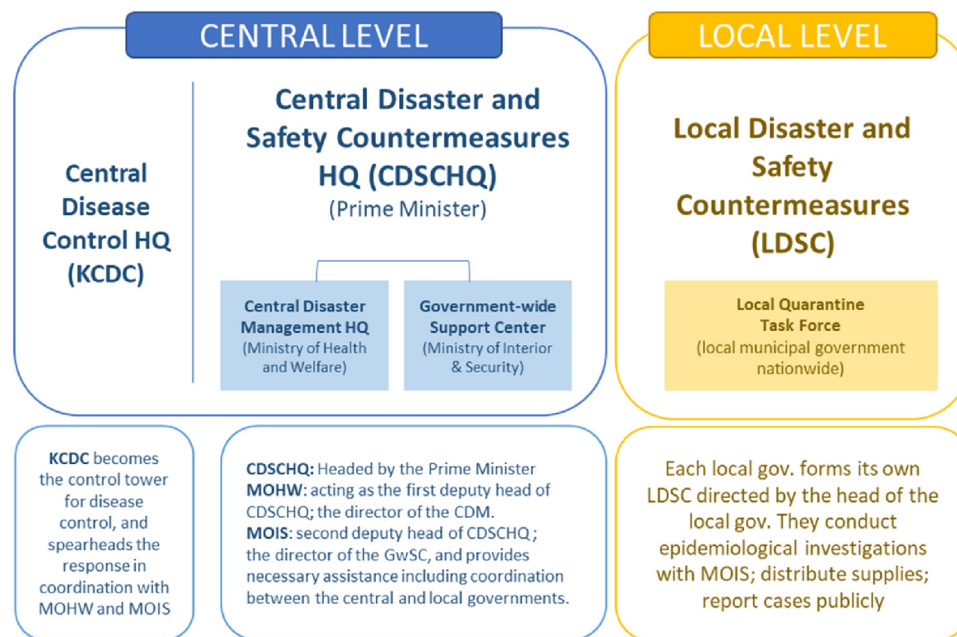 CENTRAL LEVEL
Central
Disease
Control HQ
(KCDC)
Central Disaster and
Safety Countermeasures
HQ (CDSCHQ)
(Prime Minister)
Central Disaster
Management HQ
(Ministry of Health
and Welfare)
Government-wide
Support Center
(Ministry of Interior
& Security)
KCDC becomes
the control tower
for disease
control, and
spearheads the
response in
coordination with
MOHW and MOIS
CDSCHQ: Headed by the Prime Minister
MOHW: acting as the first deputy head of
CDSCHQ; the director of the CDM.
MOIS: second deputy head of CDSCHQ ;
the director of the GwSC, and provides
necessary assistance including coordination
between the central and local governments.
LOCAL LEVEL
Local Disaster and
Safety
Countermeasures
(LDSC)
Local Quarantine
Task Force
(local municipal government
nationwide)
Each local gov. forms its own
LDSC directed by the head of the
local gov. They conduct
epidemiological investigations
with MOIS; distribute supplies;
report cases publicly